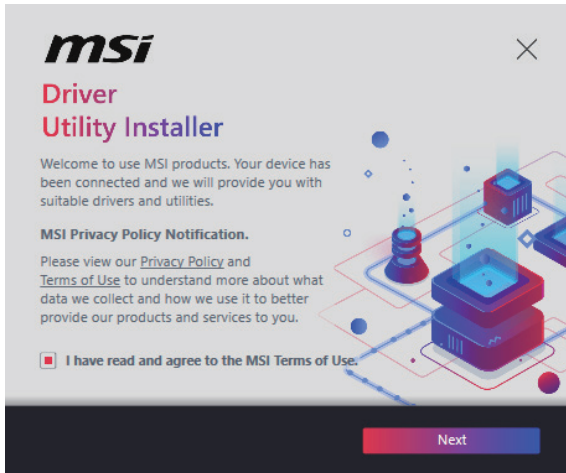 msi
Driver
Utility Installer
Welcome to use MSI products. Your device has
been connected and we will provide you with
suitable drivers and utilities.
MSI Privacy Policy Notification.
Please view our Privacy Policy and
Terms of Use to understand more about what
data we collect and how we use it to better
provide our products and services to you.
I have read and agree to the MSI Terms of Use.
Next